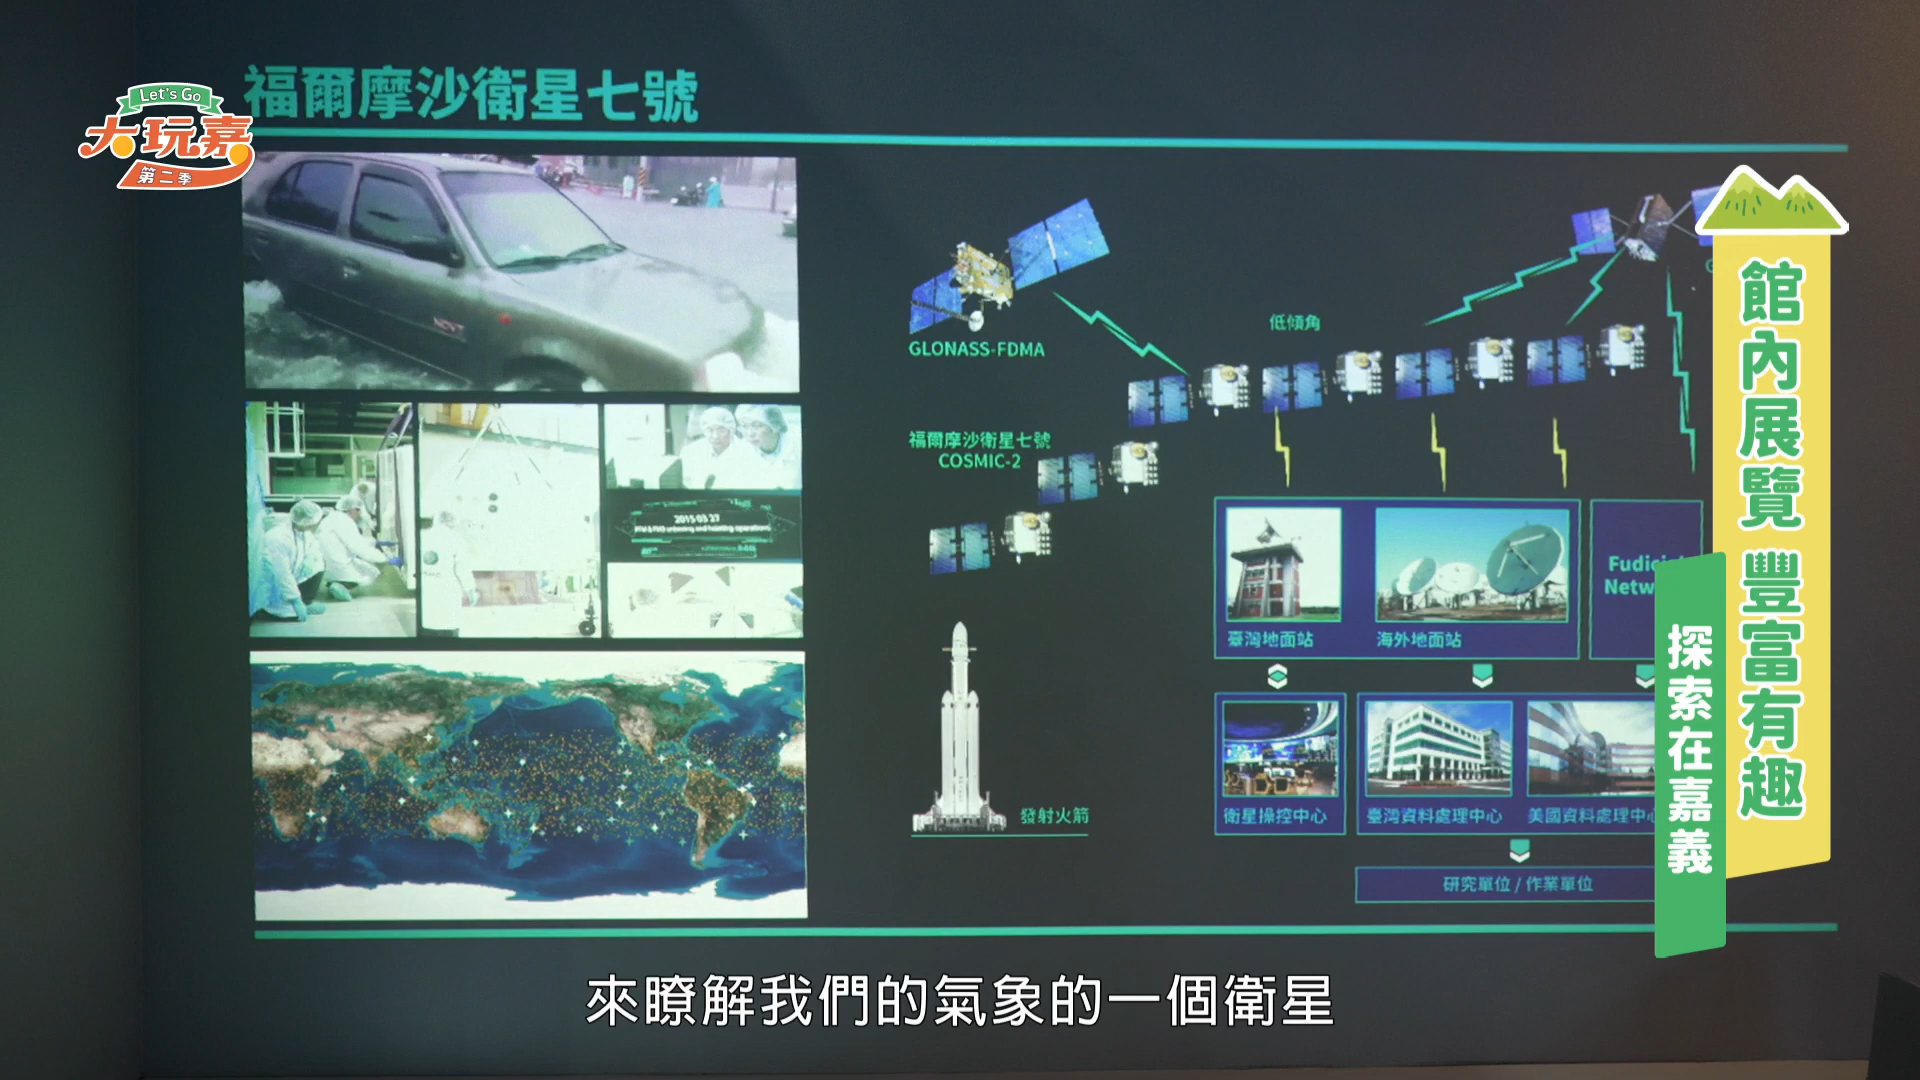 福爾摩沙衛星七號
Let's Go
大玩嘉
第二季
GLONASS-FDMA
低傾角
福爾摩沙衛星七號
COSMIC-2
2015 03 27
臺灣地面站
海外地面站
發射火箭
衛星操控中心
臺灣資料處理中心
美國資料處理中心
研究單位 / 作業單位
館內展覽 豐富有趣
探索在嘉義
來瞭解我們的氣象的一個衛星